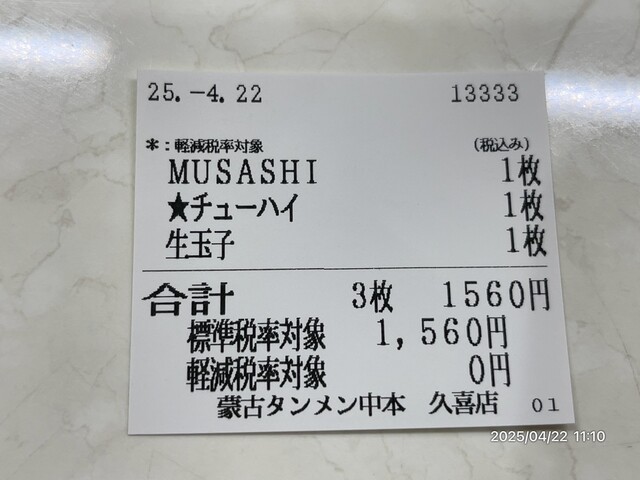 25.-4.22 13333
*:軽減税率対象 (税込み)
MUSASHI 1枚
★チューハイ 1枚
生玉子 1枚
合計 3枚 1560円
標準税率対象 1,560円
軽減税率対象 0円
蒙古タンメン中本 久喜店 01
2025/04/22 11:10